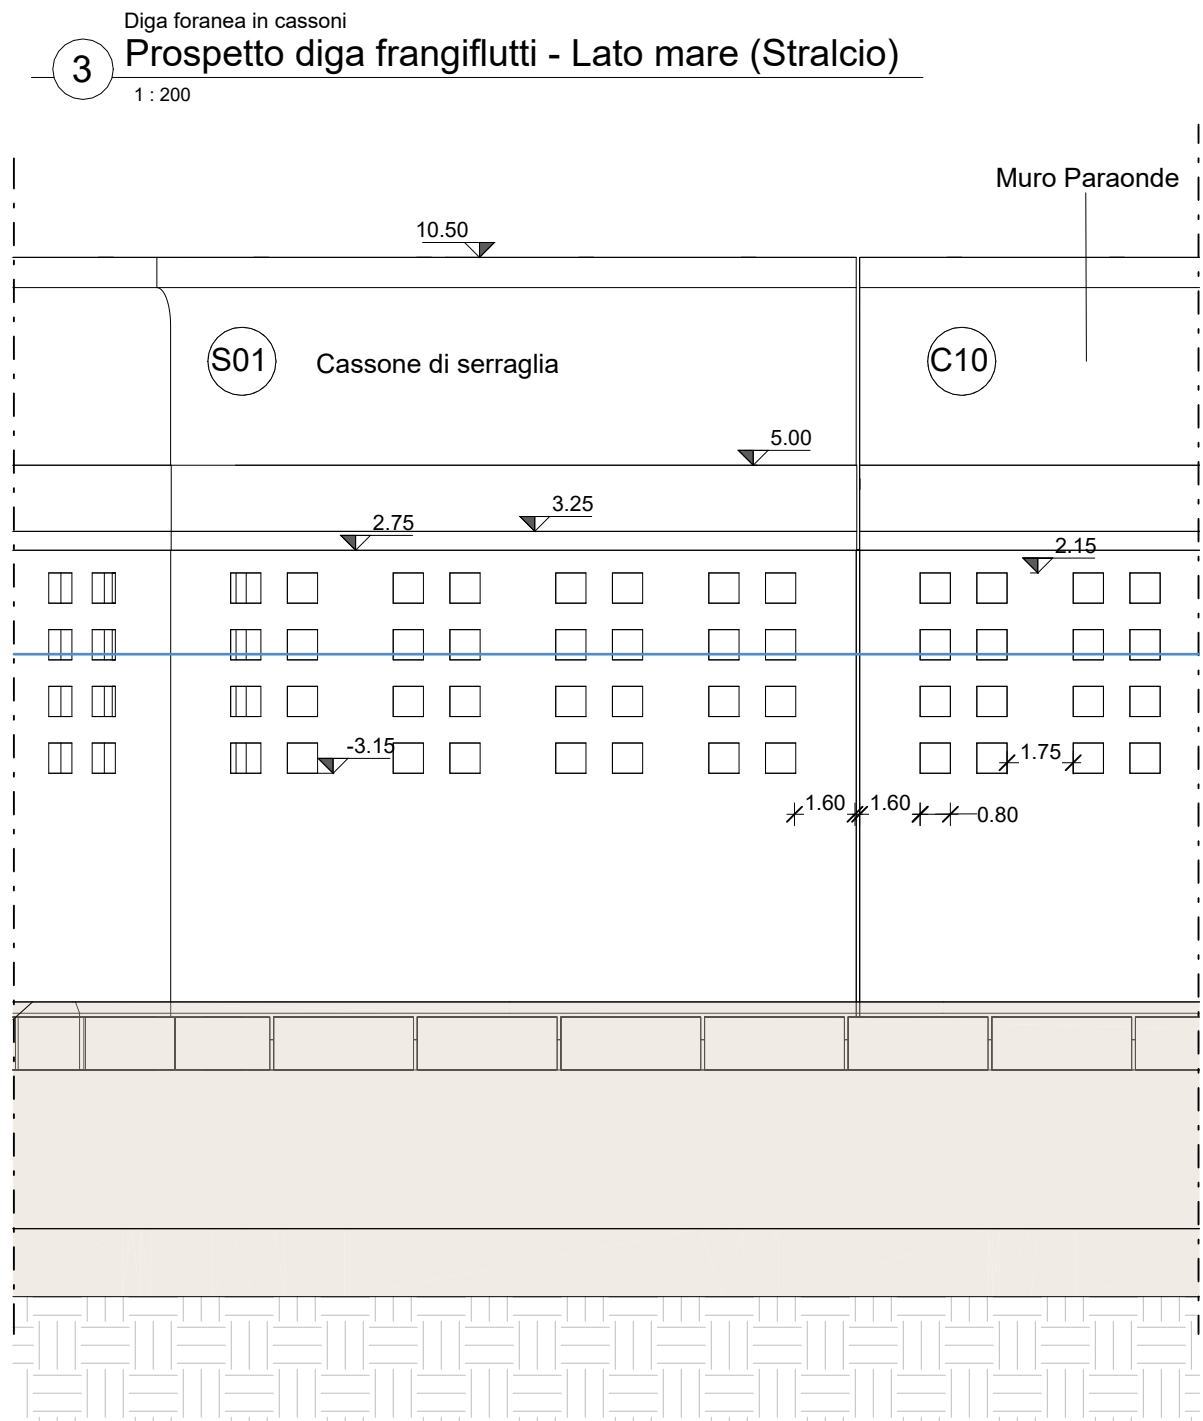 Diga foranea in cassoni
3 Prospetto diga frangiflutti - Lato mare (Stralcio)
1 : 200
Muro Paraonde
10.50
S01 Cassone di serraglia
C10
5.00
3.25
2.75
2.15
-3.15
1.75
1.60
1.60
0.80